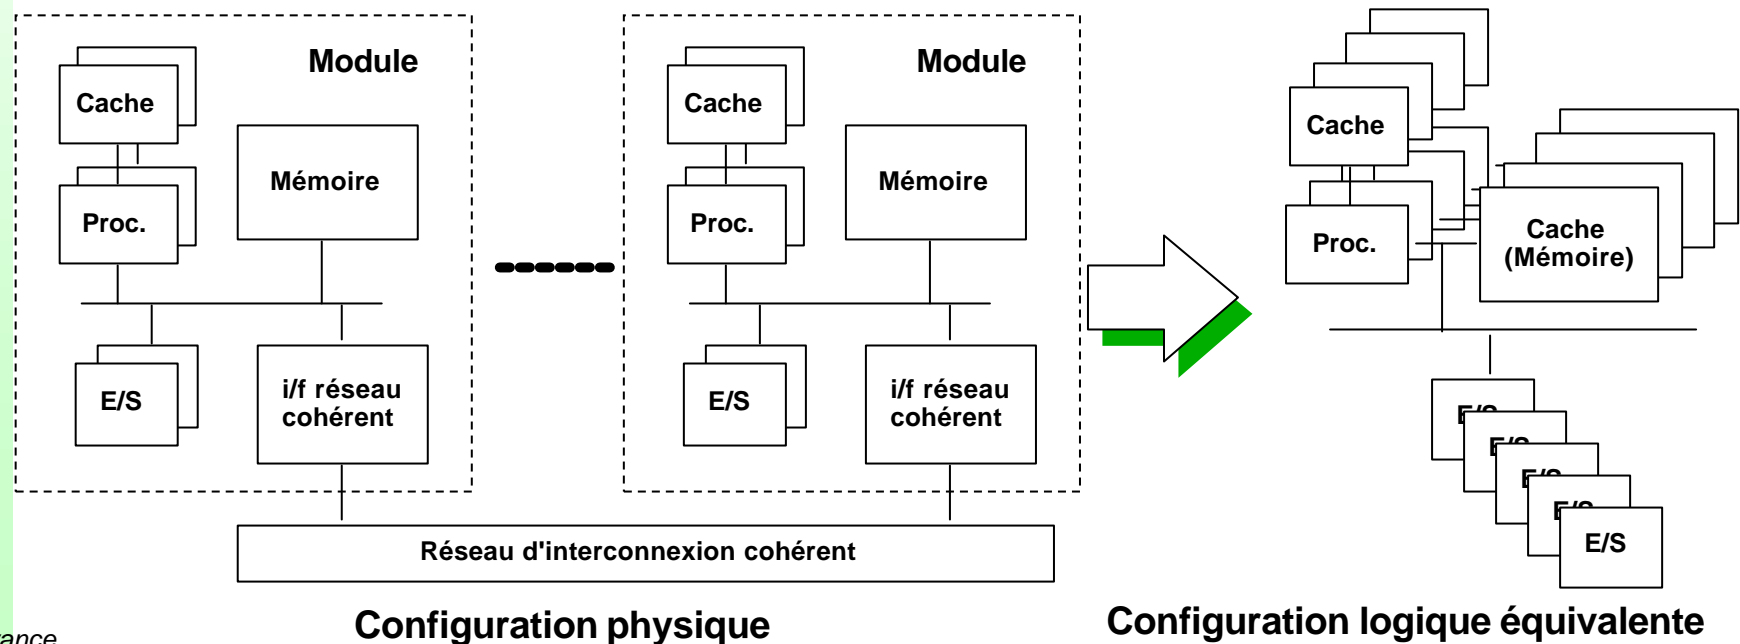 Module
Cache
Mémoire
Proc.
E/S
i/f réseau
cohérent
Module
Cache
Mémoire
Proc.
E/S
i/f réseau
cohérent
Réseau d'interconnexion cohérent
Configuration physique
Cache
Proc.
Cache
(Mémoire)
E/S
E/S
E/S
E/S
E/S
Configuration logique équivalente